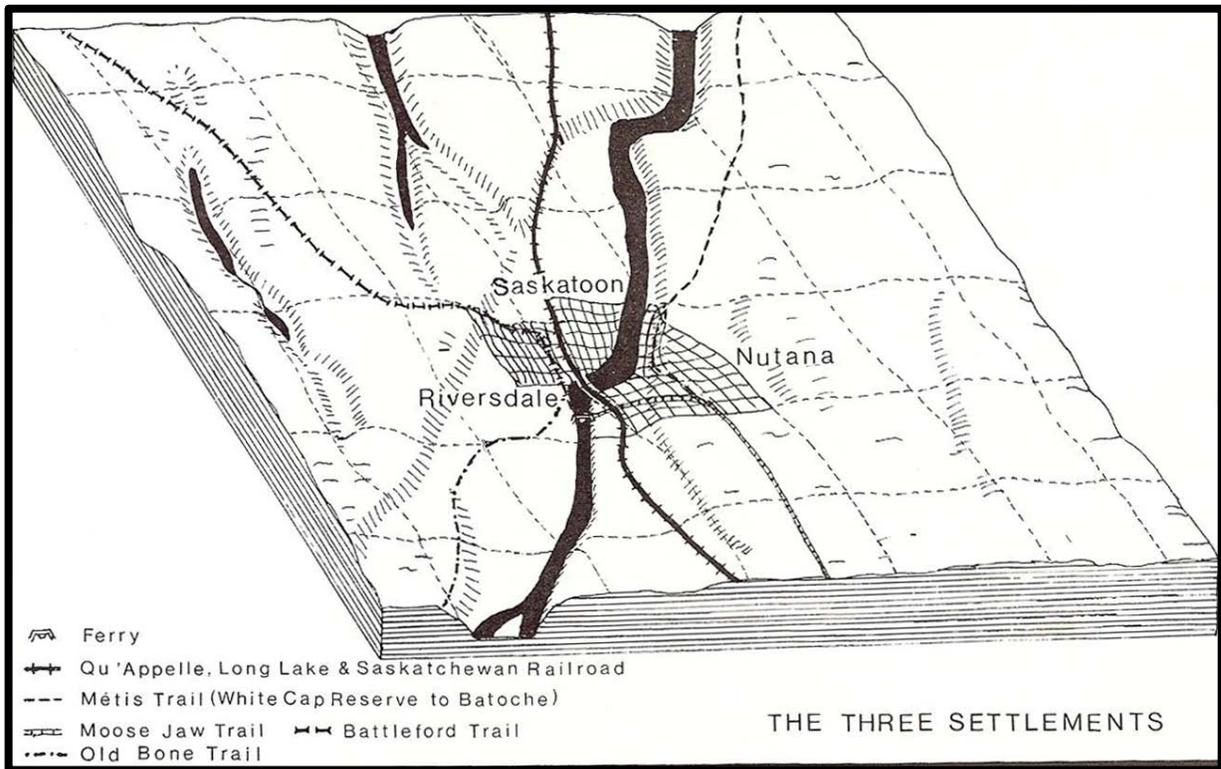 Saskatoon
Nutana
Riversdale
Ferry
Qu'Appelle, Long Lake & Saskatchewan Railroad
Métis Trail (White Cap Reserve to Batoche)
Moose Jaw Trail Battleford Trail
Old Bone Trail
THE THREE SETTLEMENTS